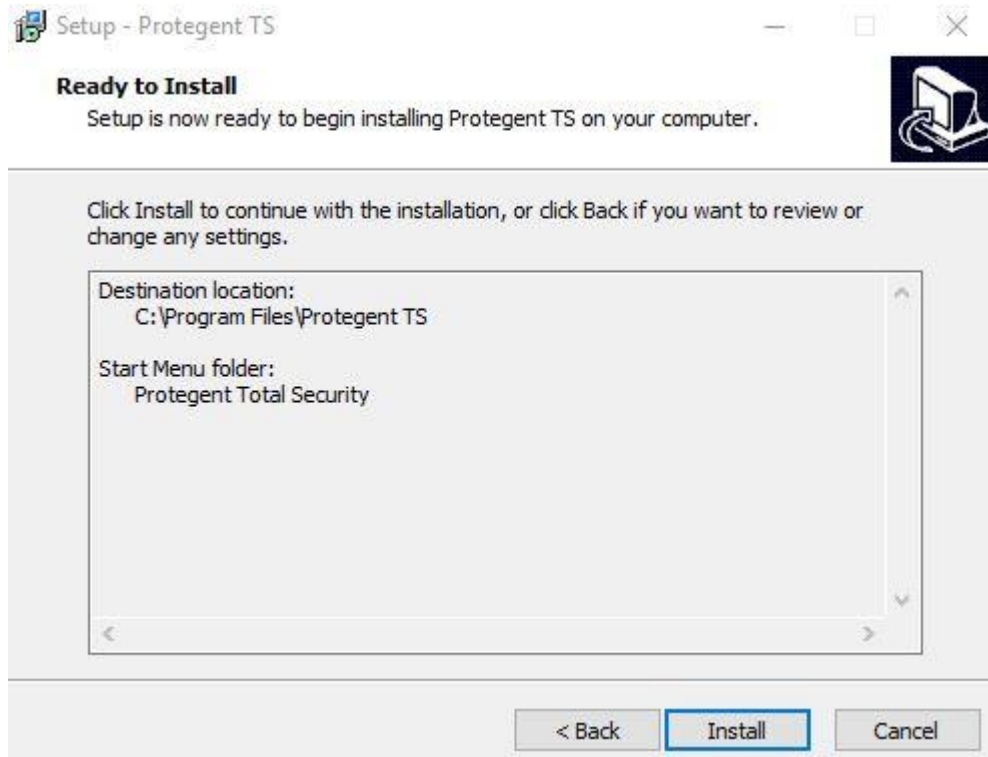 Setup - Protegent TS
Ready to Install
Setup is now ready to begin installing Protegent TS on your computer.
Click Install to continue with the installation, or click Back if you want to review or
change any settings.
Destination location:
C:\Program Files\Protegent TS
Start Menu folder:
Protegent Total Security
< Back
Install
Cancel